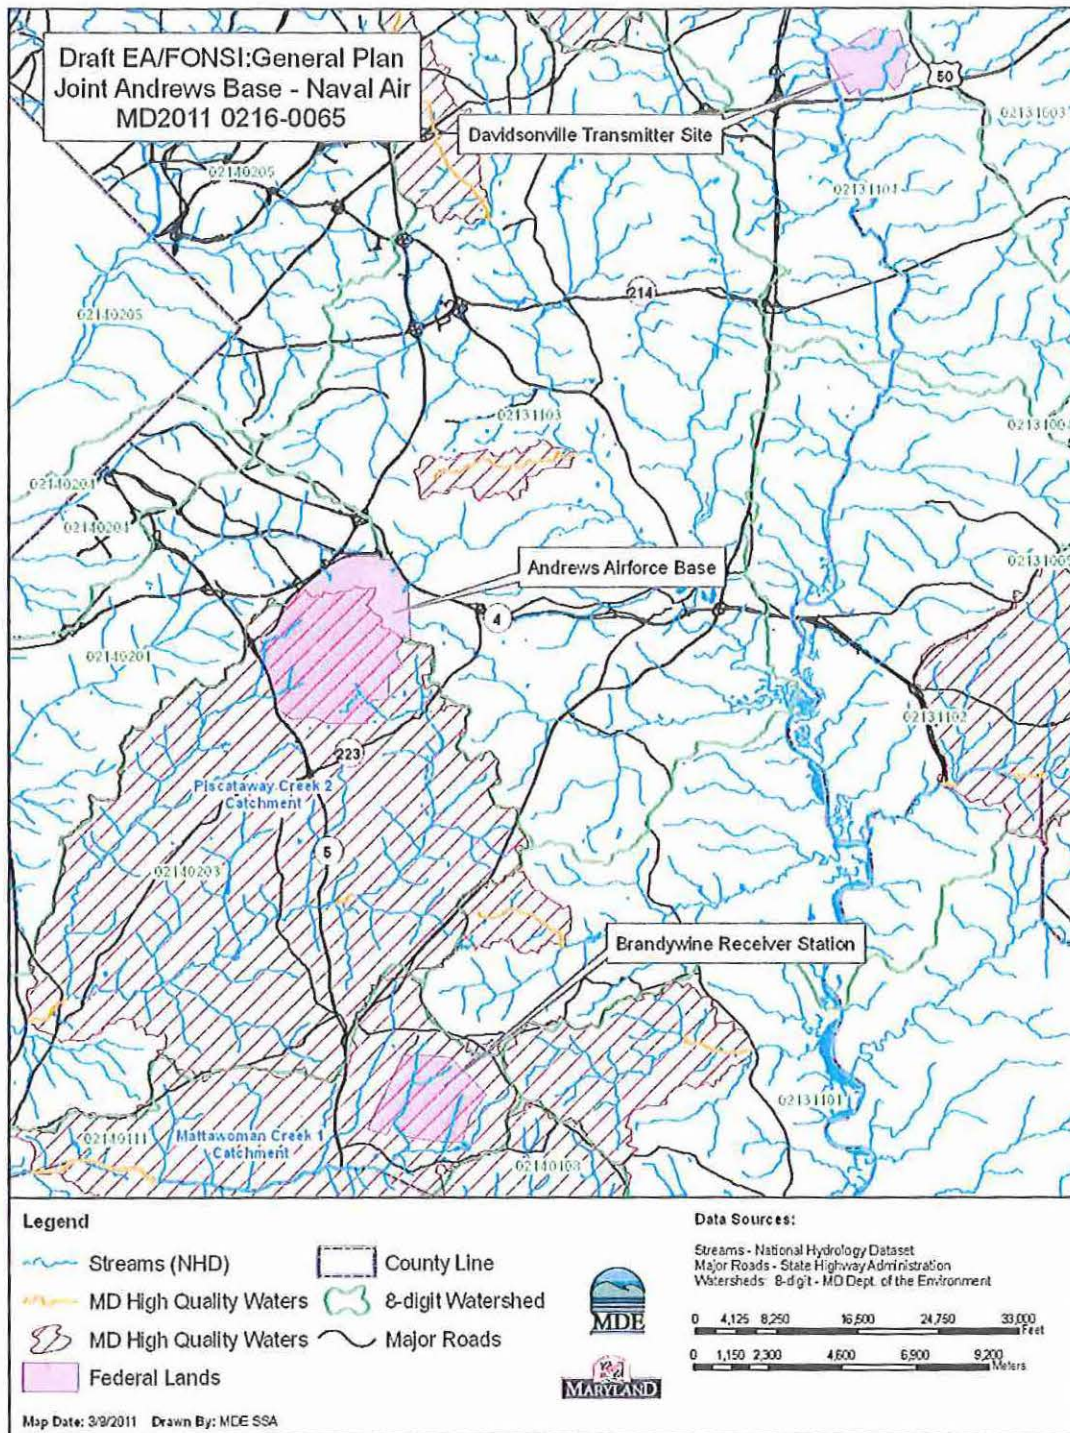 Draft EA/FONSI:General Plan
Joint Andrews Base - Naval Air
MD2011 0216-0065
50
Davidsonville Transmitter Site
02131003
02140205
02131104
214
02140205
02131103
02140204
02140204
Andrews Airforce Base
4
02140201
02131102
223
Piscataway Creek 2
Catchment
5
02140203
Brandywine Receiver Station
02131101
02140111
Mattawoman Creek 1
Catchment
02140108
Legend
Streams (NHD)
County Line
MD High Quality Waters
8-digit Watershed
MD High Quality Waters
Major Roads
Federal Lands
MDE
MARYLAND
Data Sources:
Streams - National Hydrology Dataset
Major Roads - State Highway Administration
Watersheds: 8-digit - MD Dept. of the Environment
0 4,125 8,250 16,500 24,750 33,000
Feet
0 1,150 2,300 4,600 6,900 9,200
Meters
Map Date: 3/9/2011 Drawn By: MDE SSA